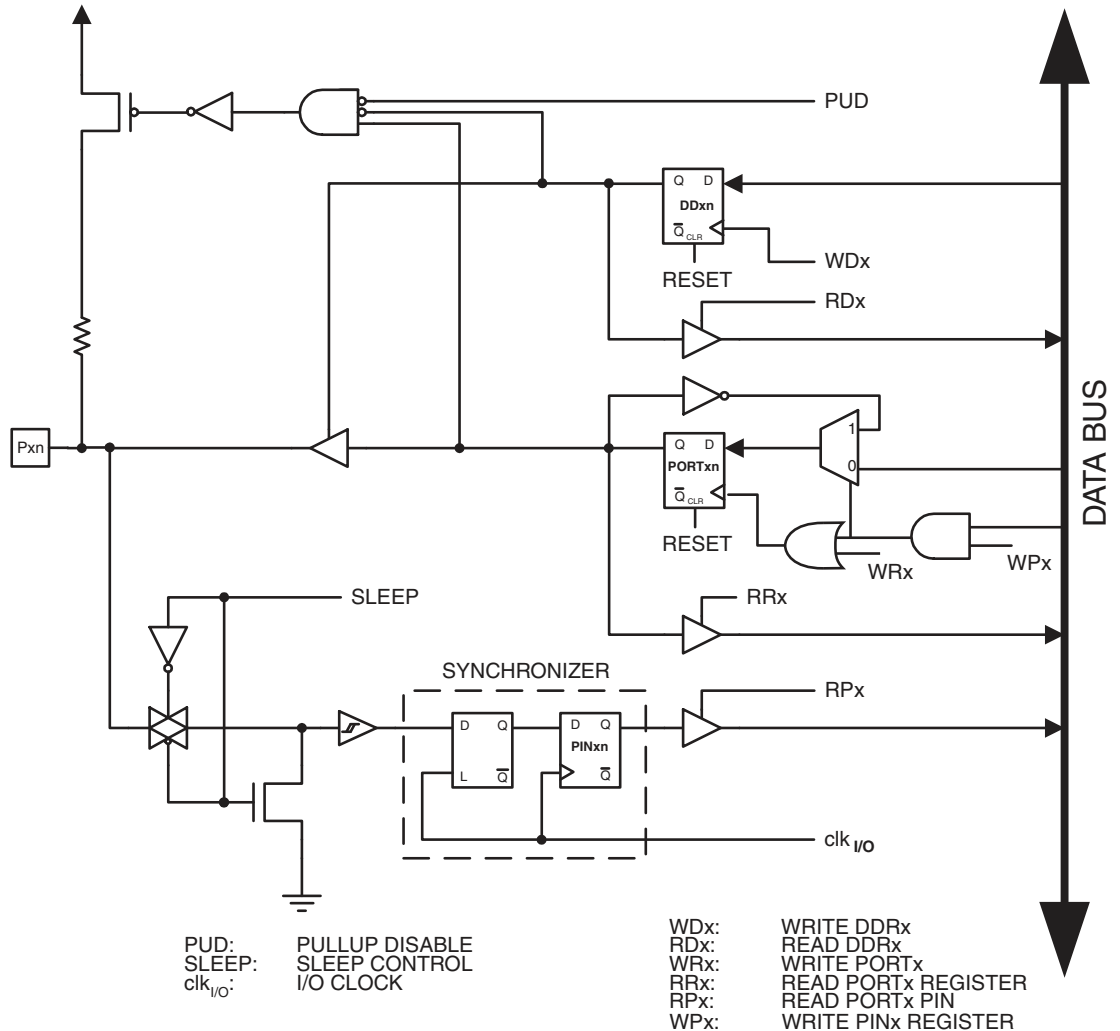 PUD
Q D
DDxn
Q CLR
WDx
RESET
RDx
DATA BUS
1
Pxn
Q D
0
PORTxn
Q CLR
RESET
WRx
WPx
SLEEP
RRx
SYNCHRONIZER
RPx
D Q
D Q
PINxn
L Q
Q
clk I/O
PUD: PULLUP DISABLE
SLEEP: SLEEP CONTROL
clkI/O: I/O CLOCK
WDx: WRITE DDRx
RDx: READ DDRx
WRx: WRITE PORTx
RRx: READ PORTx REGISTER
RPx: READ PORTx PIN
WPx: WRITE PINx REGISTER